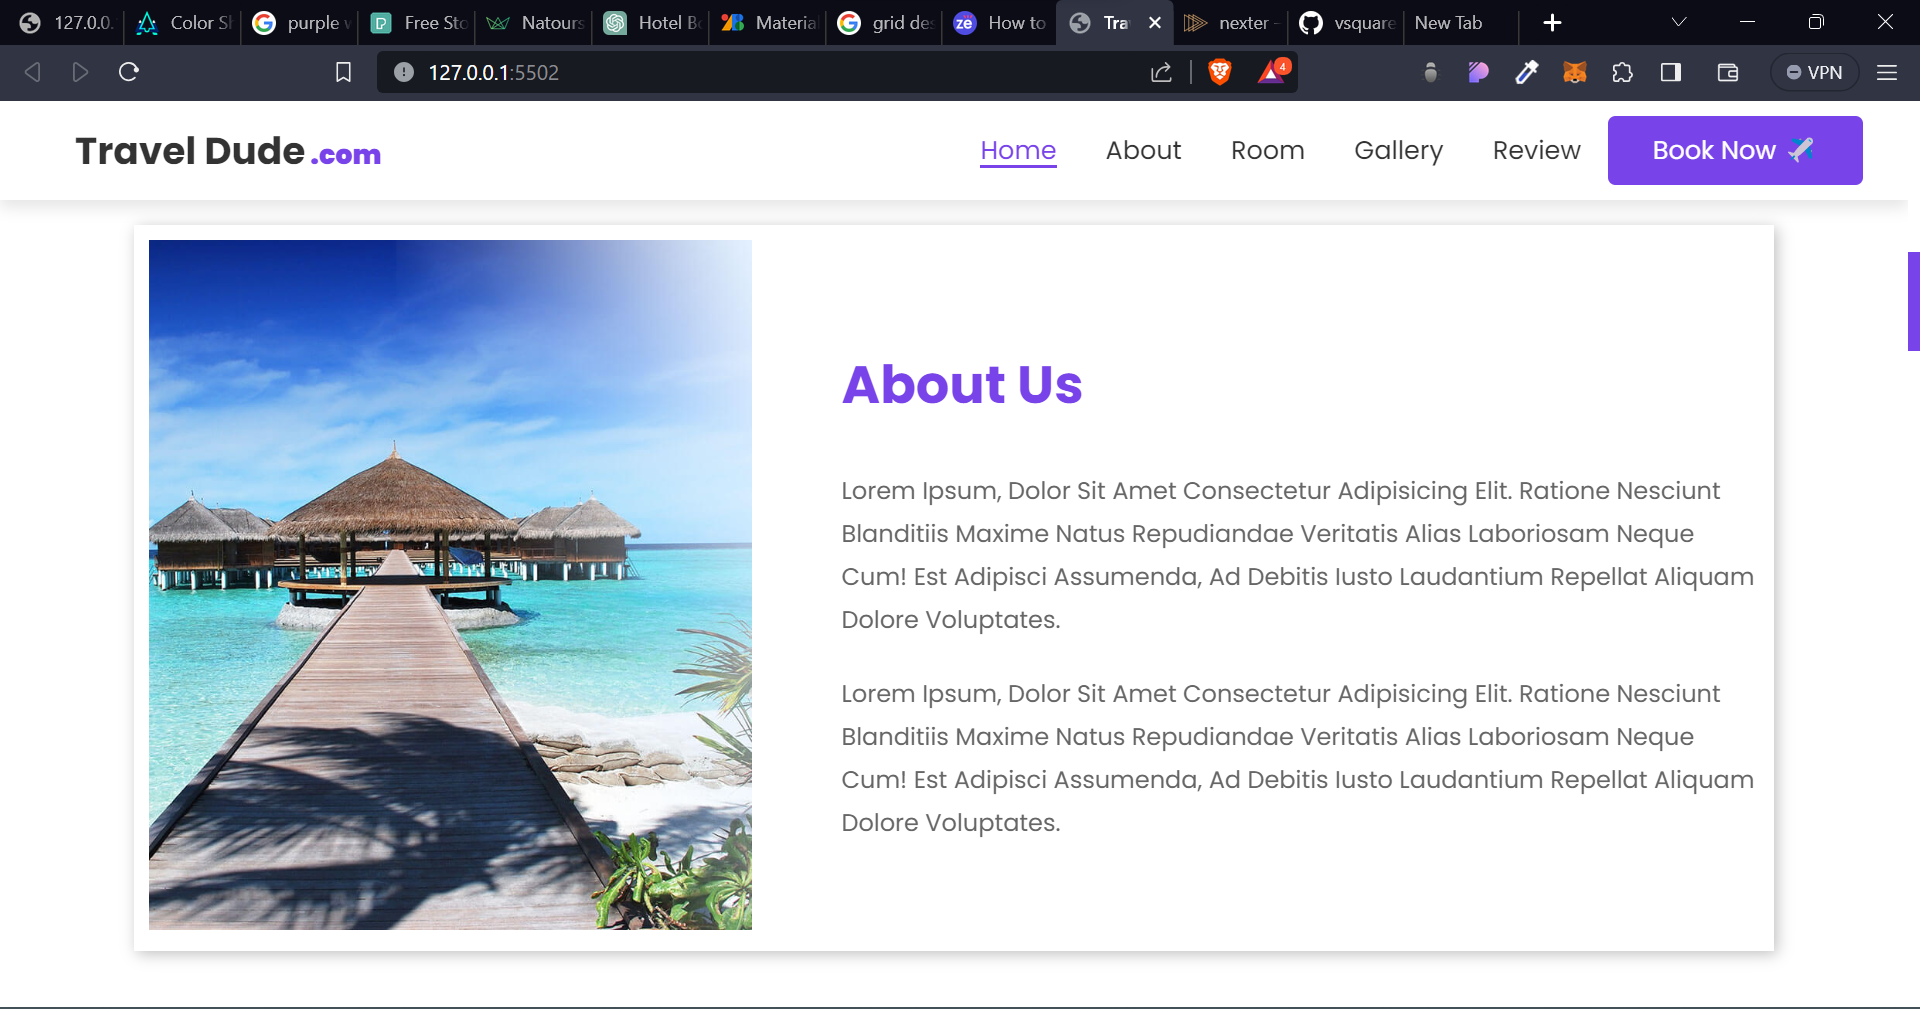 127.0.0.
Color Sh
purple w
Free Sto
Natours
Hotel Bo
Material
grid des
How to
Tra
nexter -
vsquare
New Tab
127.0.0.1:5502
4
VPN
Travel Dude .com
Home
About
Room
Gallery
Review
Book Now
About Us
Lorem Ipsum, Dolor Sit Amet Consectetur Adipisicing Elit. Ratione Nesciunt
Blanditiis Maxime Natus Repudiandae Veritatis Alias Laboriosam Neque
Cum! Est Adipisci Assumenda, Ad Debitis Iusto Laudantium Repellat Aliquam
Dolore Voluptates.
Lorem Ipsum, Dolor Sit Amet Consectetur Adipisicing Elit. Ratione Nesciunt
Blanditiis Maxime Natus Repudiandae Veritatis Alias Laboriosam Neque
Cum! Est Adipisci Assumenda, Ad Debitis Iusto Laudantium Repellat Aliquam
Dolore Voluptates.